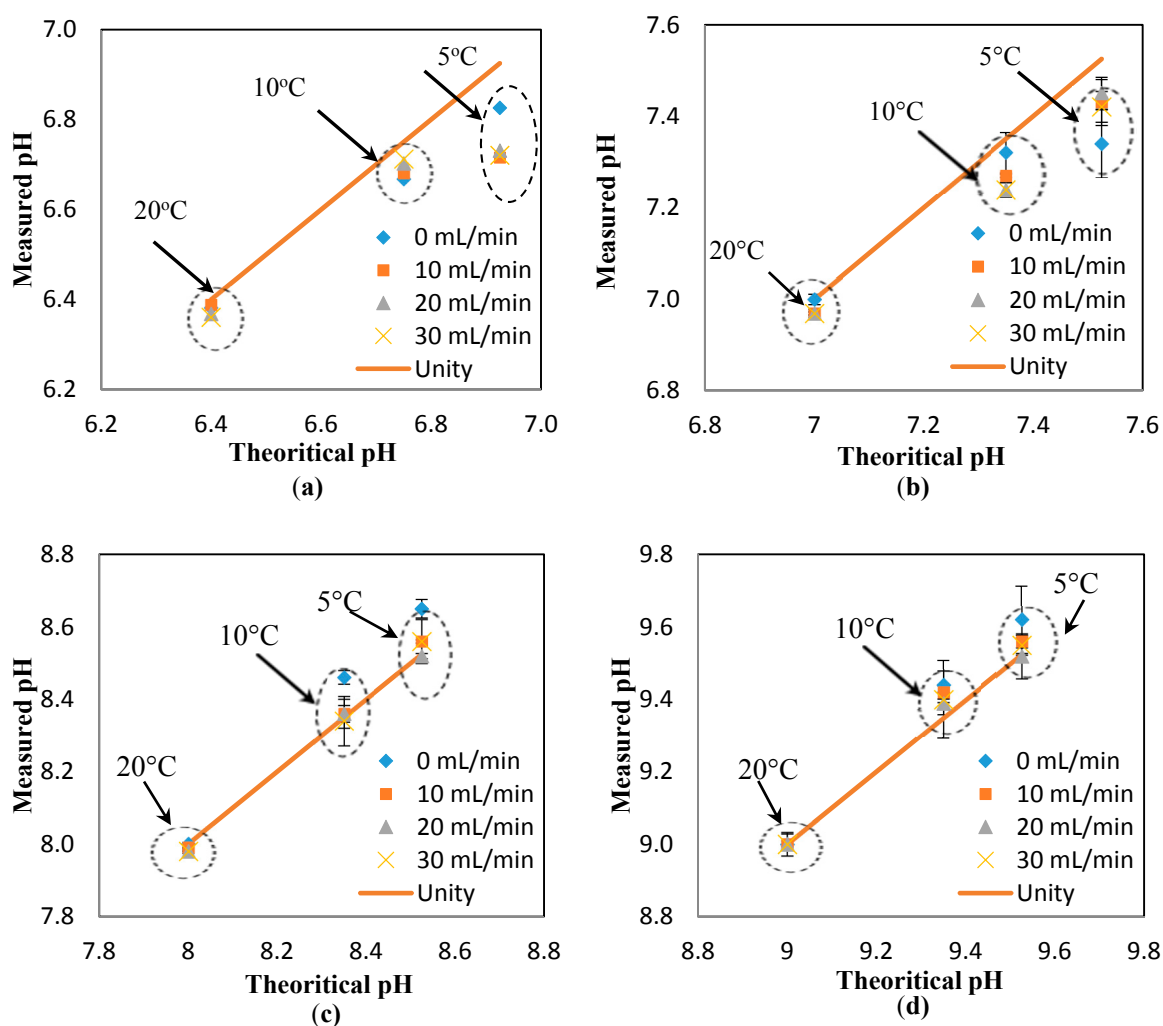 7.0
6.8
6.6
6.4
6.2
6.2
6.4
6.6
6.8
7.0
Measured pH
Theoritical pH
5°C
10°C
20°C
0 mL/min
10 mL/min
20 mL/min
30 mL/min
Unity
(a)
7.6
7.4
7.2
7.0
6.8
6.8
7
7.2
7.4
7.6
Measured pH
Theoritical pH
5°C
10°C
20°C
0 mL/min
10 mL/min
20 mL/min
30 mL/min
Unity
(b)
8.8
8.6
8.4
8.2
8.0
7.8
7.8
8
8.2
8.4
8.6
8.8
Measured pH
Theoritical pH
5°C
10°C
20°C
0 mL/min
10 mL/min
20 mL/min
30 mL/min
Unity
(c)
9.8
9.6
9.4
9.2
9.0
8.8
8.8
9
9.2
9.4
9.6
9.8
Measured pH
Theoritical pH
5°C
10°C
20°C
0 mL/min
10 mL/min
20 mL/min
30 mL/min
Unity
(d)